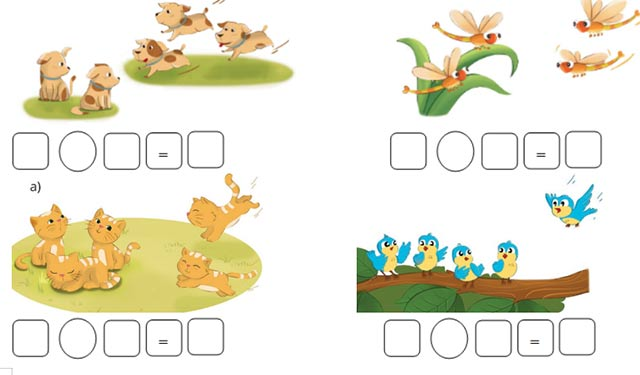 = =
a)
= =